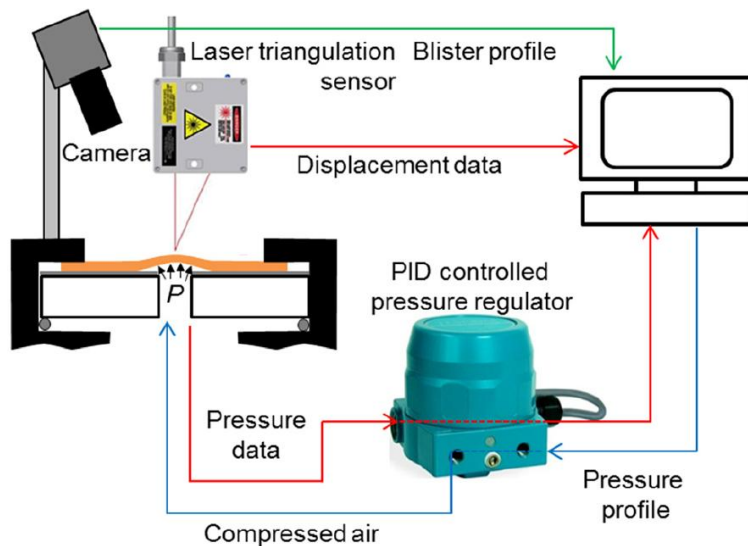 Laser triangulation
sensor
Blister profile
Camera
Displacement data
P
PID controlled
pressure regulator
Pressure
data
Pressure
profile
Compressed air